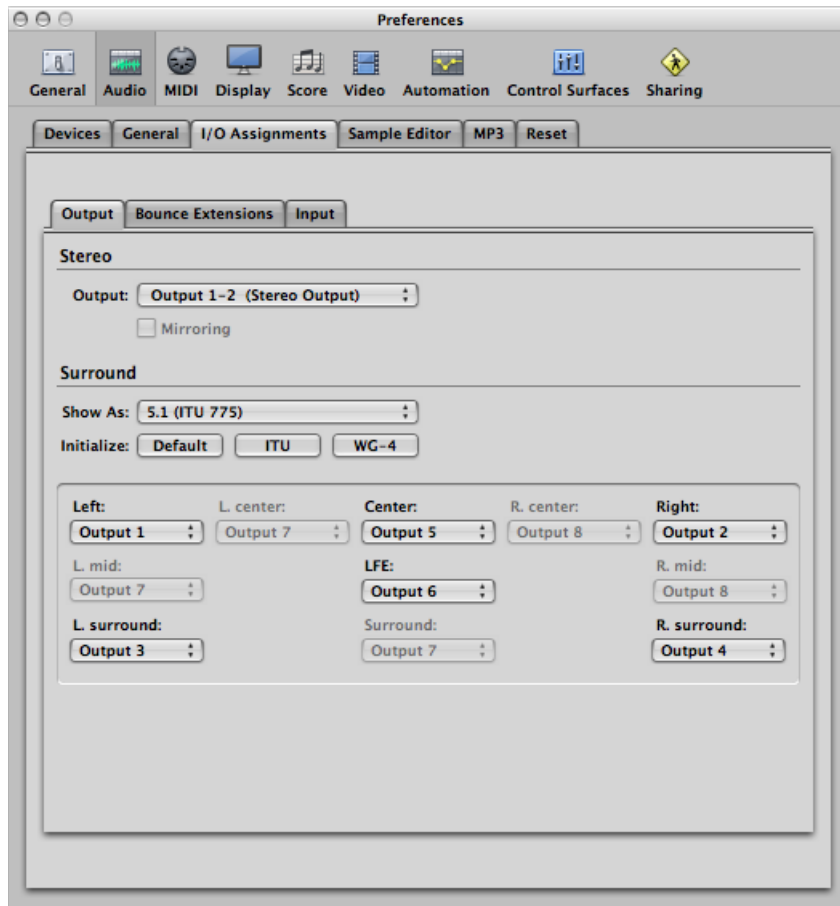 Preferences
General Audio MIDI Display Score Video Automation Control Surfaces Sharing
Devices General I/O Assignments Sample Editor MP3 Reset
Output Bounce Extensions Input
Stereo
Output: Output 1-2 (Stereo Output)
Mirroring
Surround
Show As: 5.1 (ITU 775)
Initialize: Default ITU WG-4
Left: L. center: Center: R. center: Right:
Output 1 Output 7 Output 5 Output 8 Output 2
L. mid: LFE: R. mid:
Output 7 Output 6 Output 8
L. surround: Surround: R. surround:
Output 3 Output 7 Output 4